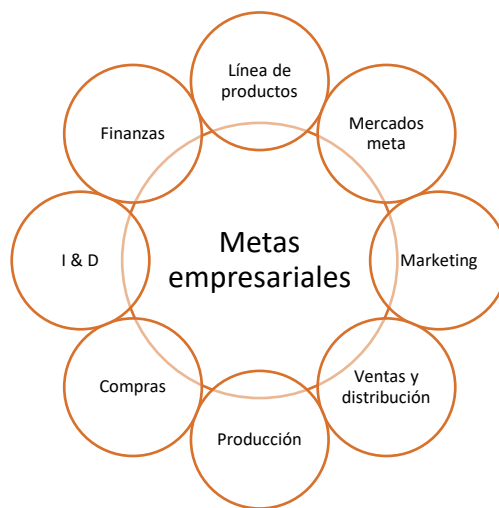 Línea de
productos
Mercados
meta
Marketing
Ventas y
distribución
Producción
Compras
I & D
Finanzas
Metas
empresariales